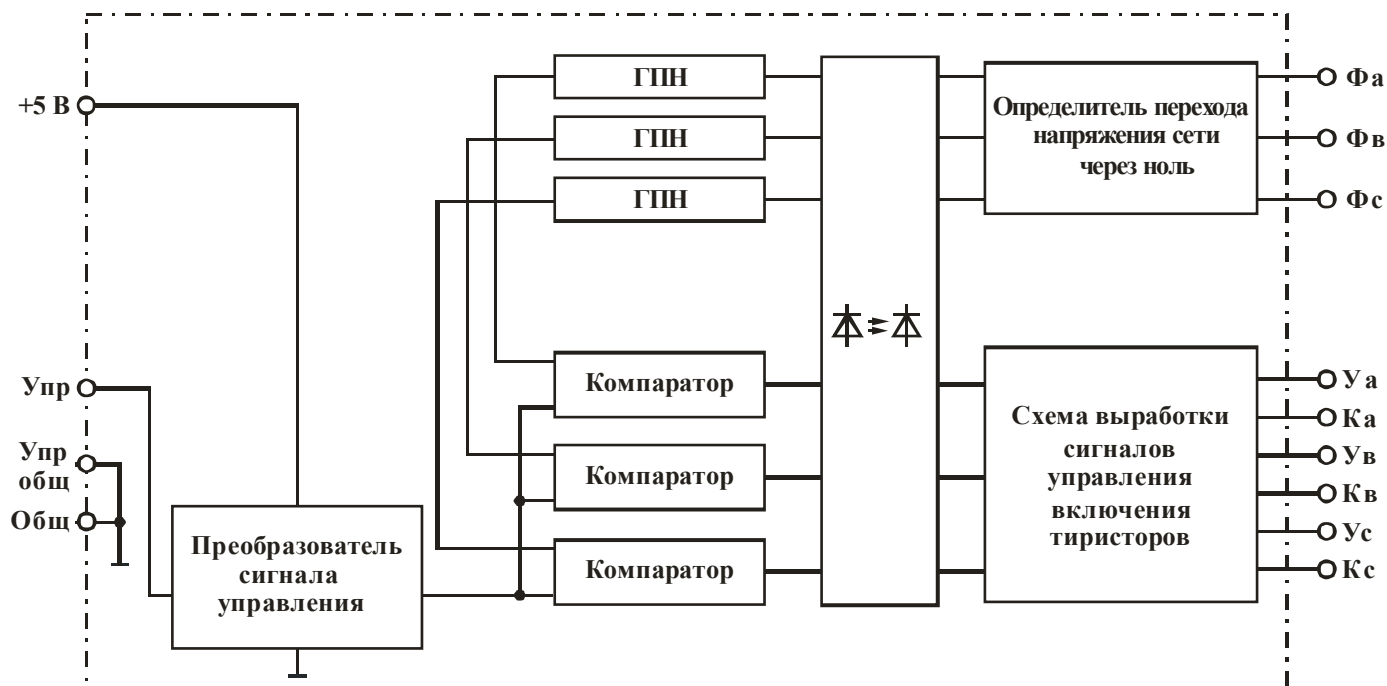 +5 В
Упр
Упр
общ
Общ
Преобразователь
сигнала
управления
ГПН
ГПН
ГПН
Компаратор
Компаратор
Компаратор
Определитель перехода
напряжения сети
через ноль
Схема выработки
сигналов
управления
включения
тиристоров
Фа
Фв
Фс
Уа
Ка
Ув
Кв
Ус
Кс